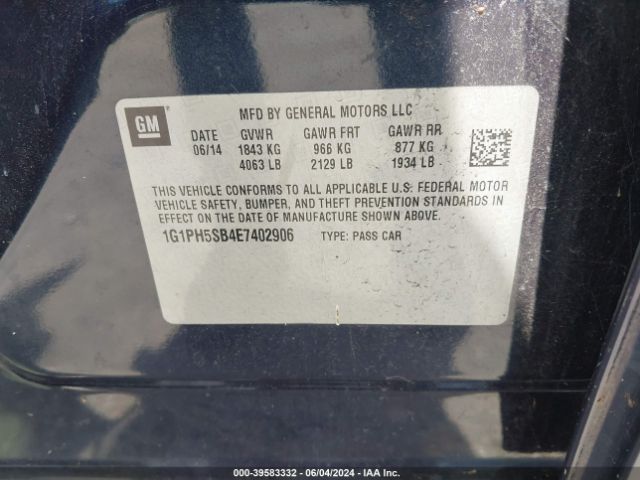 GM
MFD BY GENERAL MOTORS LLC
DATE GVWR GAWR FRT GAWR RR
06/14 1843 KG 966 KG 877 KG
4063 LB 2129 LB 1934 LB
THIS VEHICLE CONFORMS TO ALL APPLICABLE U.S. FEDERAL MOTOR
VEHICLE SAFETY, BUMPER, AND THEFT PREVENTION STANDARDS IN
EFFECT ON THE DATE OF MANUFACTURE SHOWN ABOVE.
1G1PH5SB4E7402906 TYPE: PASS CAR
000-39583332 - 06/04/2024 - IAA Inc.